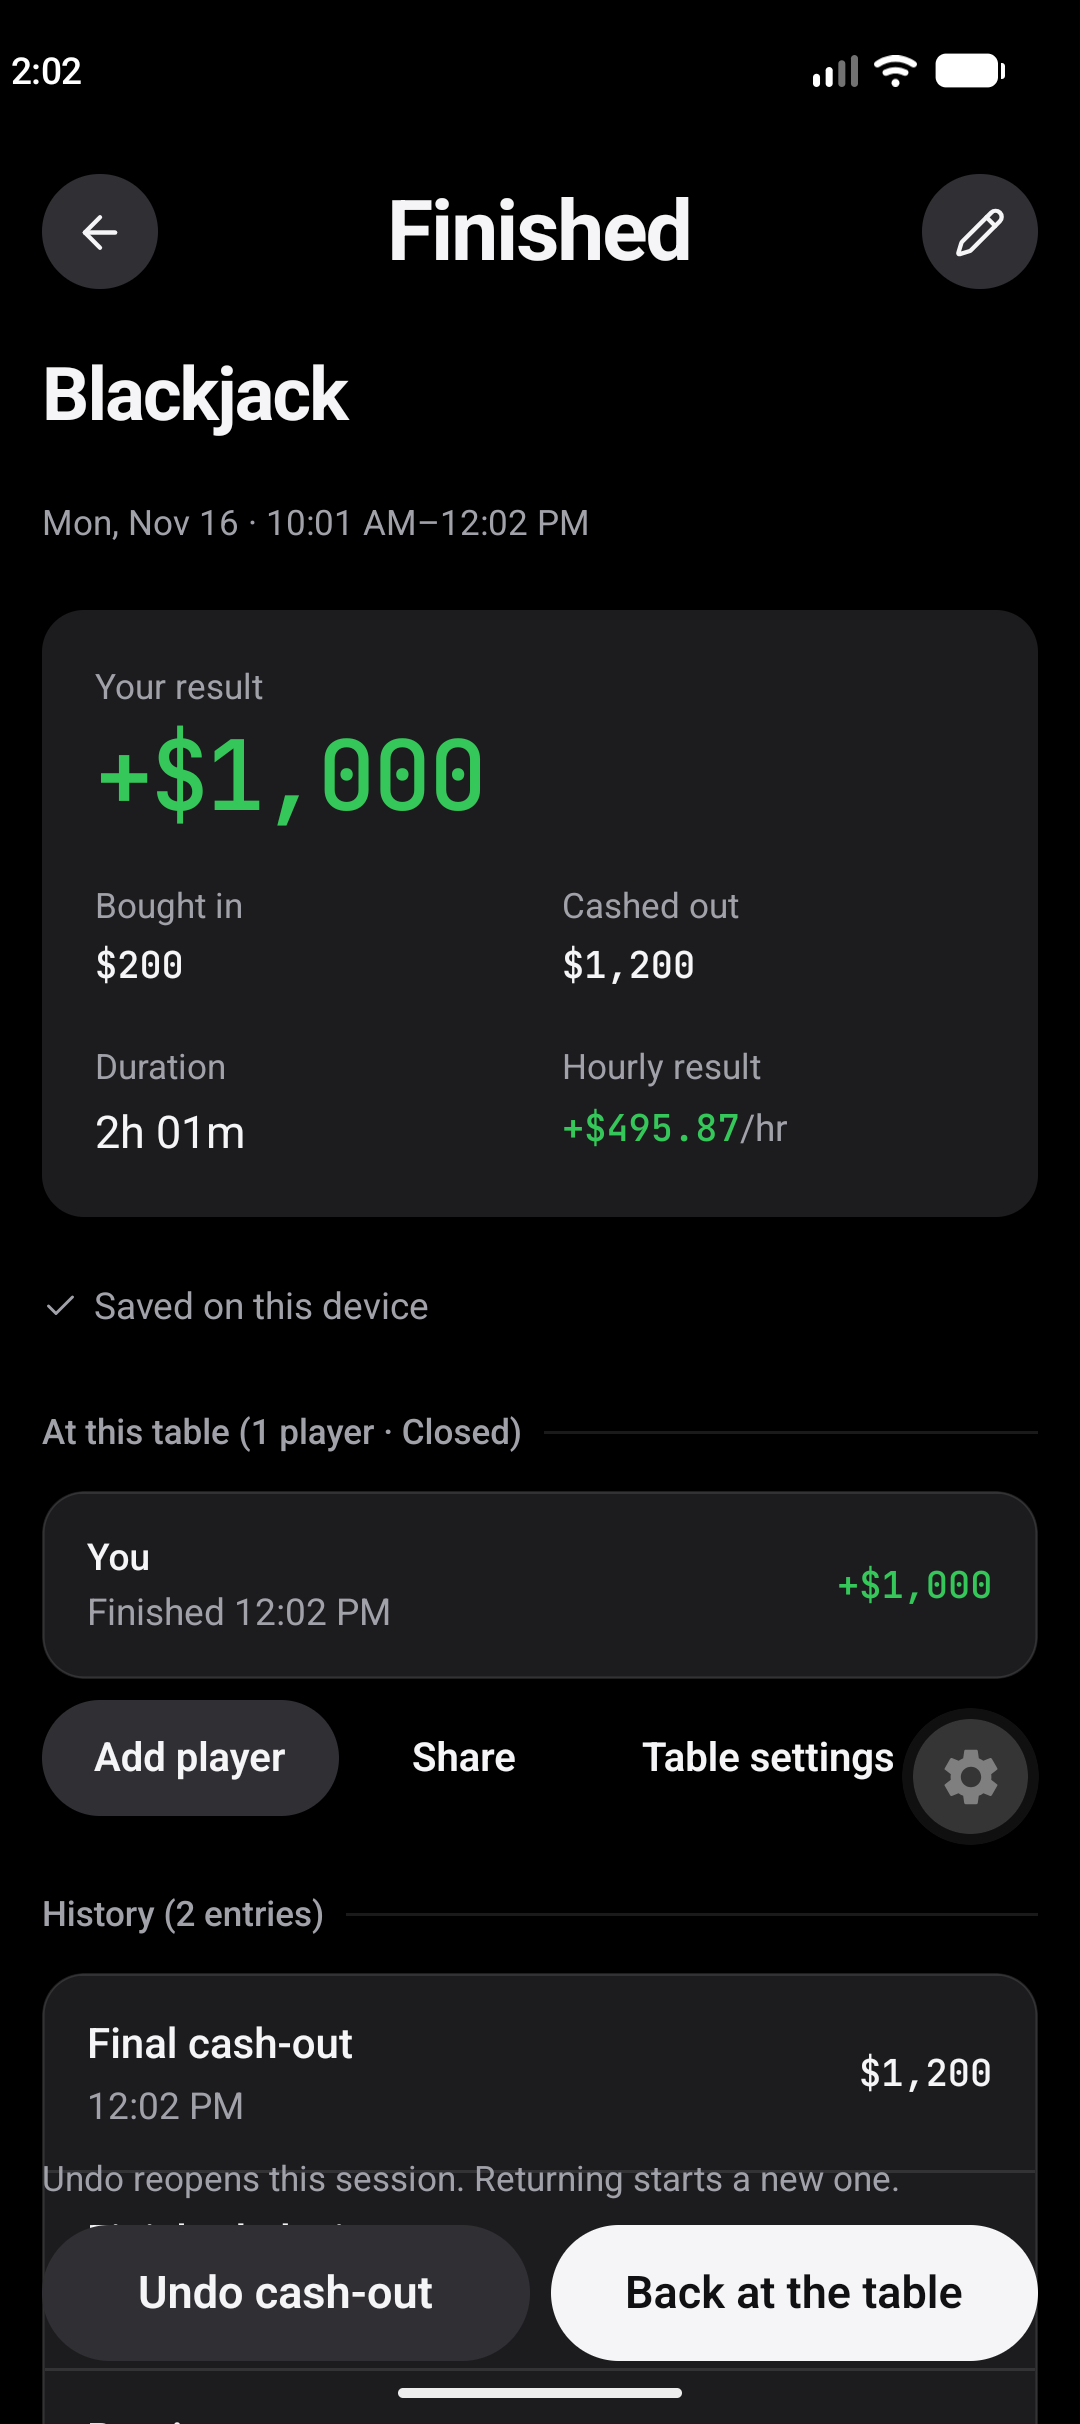 2:02
Finished
Blackjack
Mon, Nov 16 · 10:01 AM–12:02 PM
Your result
+$1,000
Bought in
Cashed out
$200
$1,200
Duration
Hourly result
2h 01m
+$495.87/hr
Saved on this device
At this table (1 player · Closed)
You
+$1,000
Finished 12:02 PM
Add player
Share
Table settings
History (2 entries)
Final cash-out
$1,200
12:02 PM
Undo reopens this session. Returning starts a new one.
Undo cash-out
Back at the table